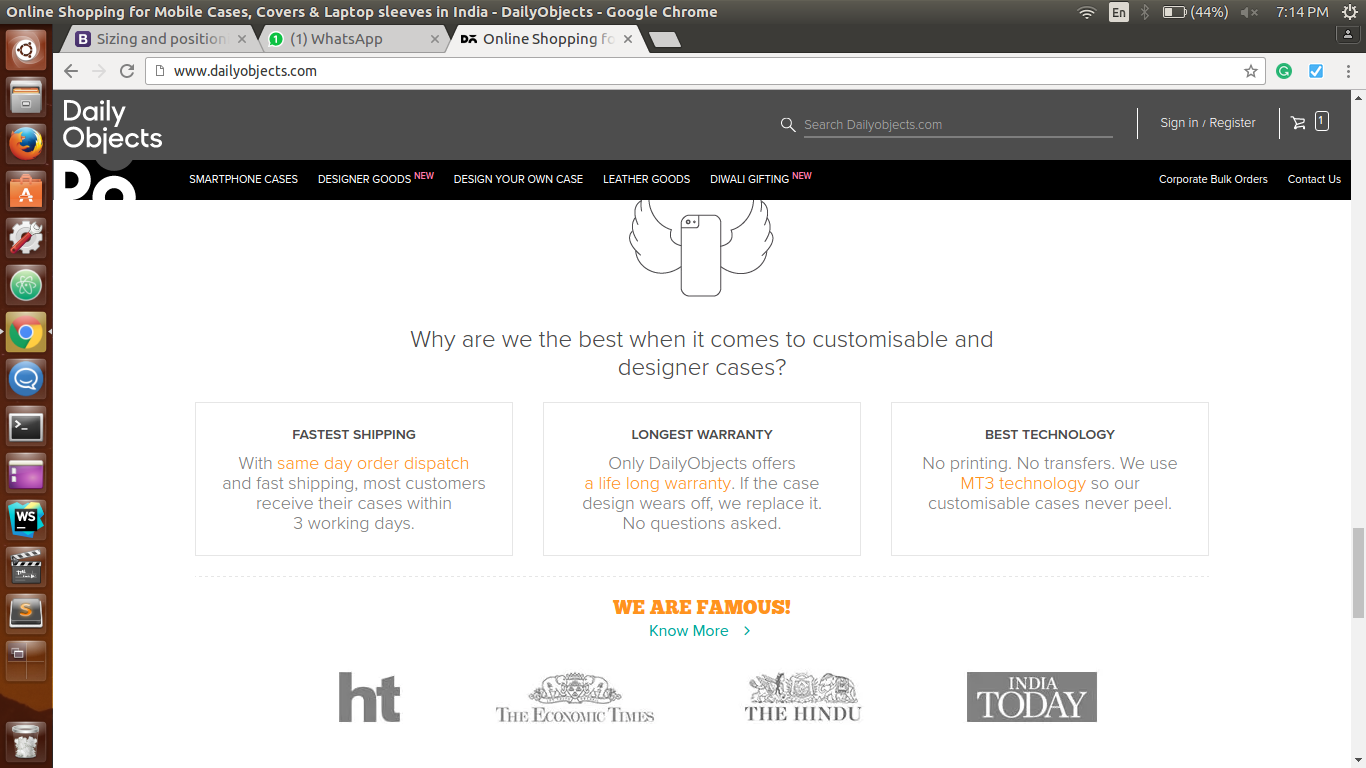 Online Shopping for Mobile Cases, Covers & Laptop sleeves in India - DailyObjects - Google Chrome
En
(44%)
7:14 PM
Sizing and position
(1) WhatsApp
Online Shopping fo
www.dailyobjects.com
Daily
Objects
Search Dailyobjects.com
Sign in / Register
1
SMARTPHONE CASES
DESIGNER GOODS NEW
DESIGN YOUR OWN CASE
LEATHER GOODS
DIWALI GIFTING NEW
Corporate Bulk Orders
Contact Us
Why are we the best when it comes to customisable and
designer cases?
FASTEST SHIPPING
With same day order dispatch
and fast shipping, most customers
receive their cases within
3 working days.
LONGEST WARRANTY
Only DailyObjects offers
a life long warranty. If the case
design wears off, we replace it.
No questions asked.
BEST TECHNOLOGY
No printing. No transfers. We use
MT3 technology so our
customisable cases never peel.
WE ARE FAMOUS!
Know More
ht
THE ECONOMIC TIMES
THE HINDU
INDIA
TODAY
WS